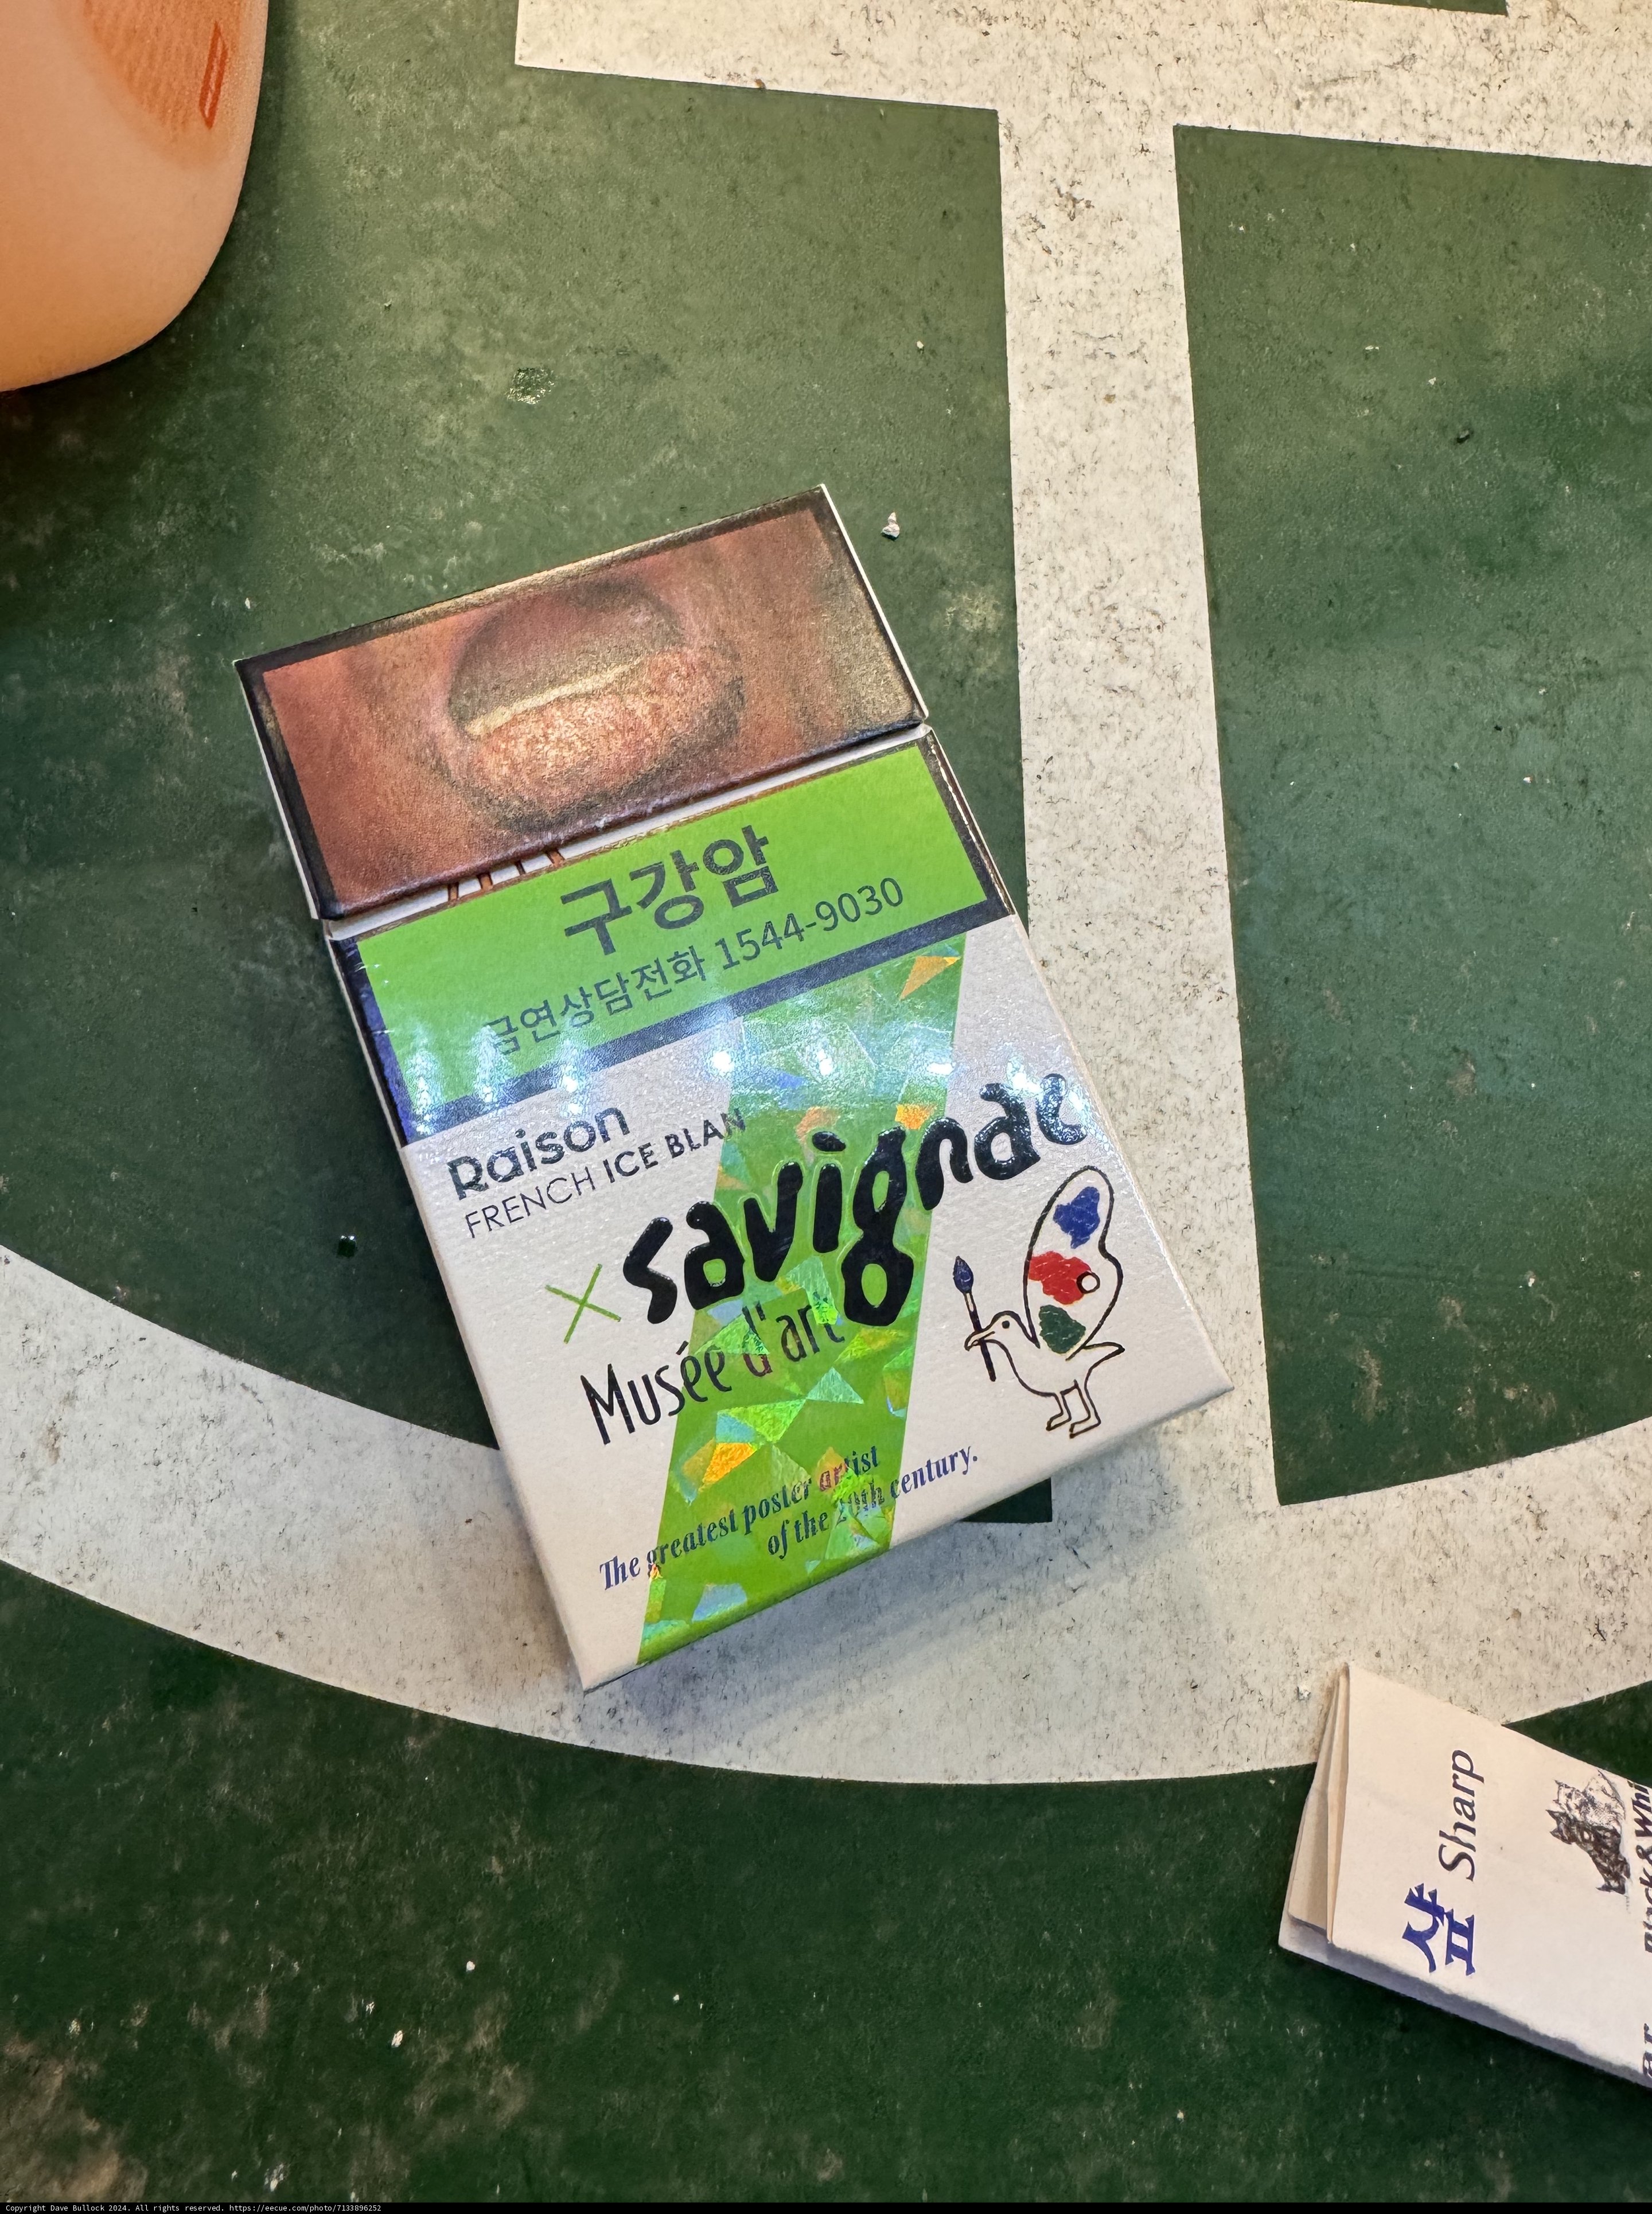 구강암
금연상담전화 1544-9030
Raison
FRENCH ICE BLAN
× savignac
Musée d'art
The greatest poster artist
of the 20th century.
샾 Sharp
Copyright Dave Bullock 2024. All rights reserved. https://eecue.com/photo/7133896252